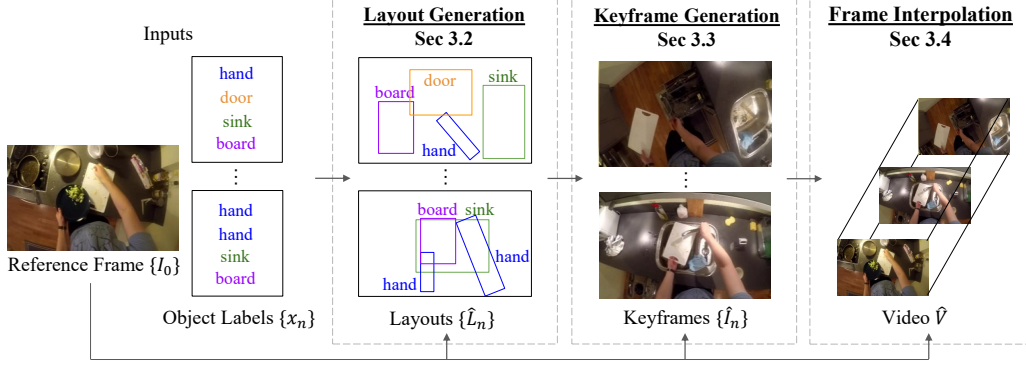 Inputs
hand
door
sink
board
⋮
hand
hand
sink
board
Reference Frame {I₀}
Object Labels {xₙ}
Layout Generation
Sec 3.2
door
sink
board
hand
⋮
board
sink
hand
hand
Layouts {L̂ₙ}
Keyframe Generation
Sec 3.3
⋮
Keyframes {Îₙ}
Frame Interpolation
Sec 3.4
Video V̂